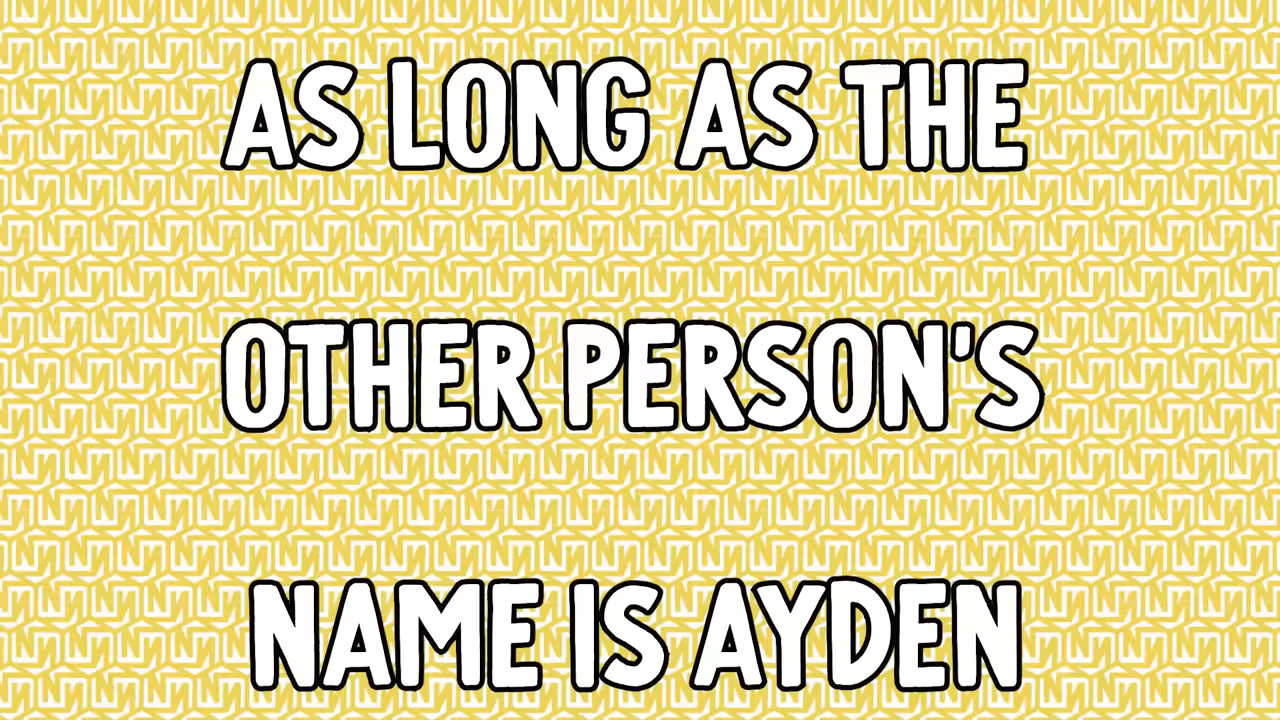 AS LONG AS THE
OTHER PERSON'S
NAME IS AYDEN